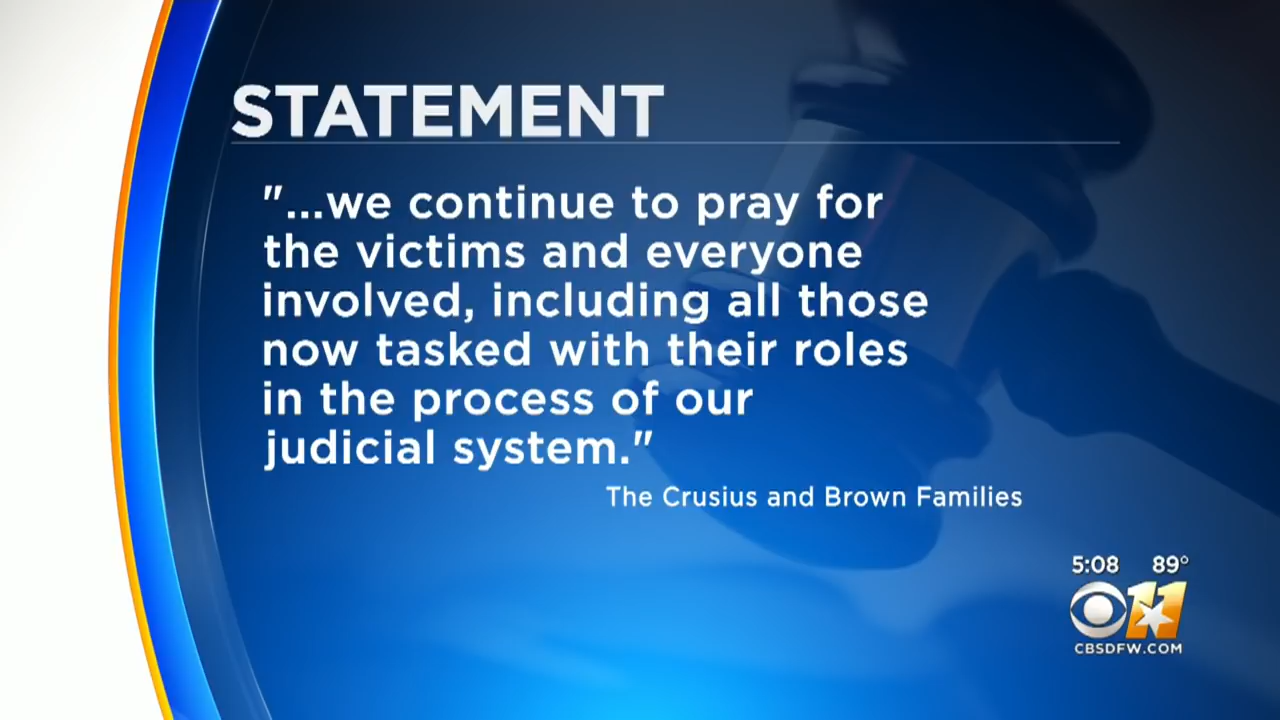 STATEMENT
"...we continue to pray for
the victims and everyone
involved, including all those
now tasked with their roles
in the process of our
judicial system."
The Crusius and Brown Families
5:08 89°
11
CBSDFW.COM